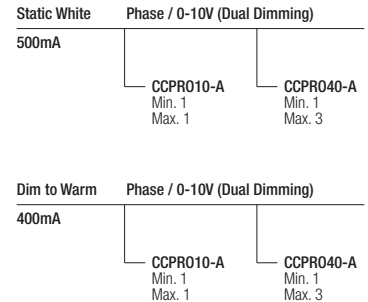 Static White Phase / 0-10V (Dual Dimming)
500mA
CCPRO10-A CCPRO40-A
Min. 1 Min. 1
Max. 1 Max. 3
Dim to Warm Phase / 0-10V (Dual Dimming)
400mA
CCPRO10-A CCPRO40-A
Min. 1 Min. 1
Max. 1 Max. 3